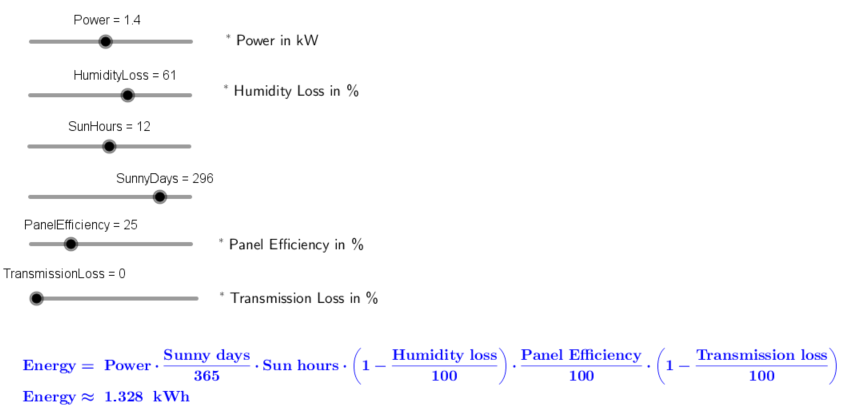 Power = 1.4
* Power in kW
HumidityLoss = 61
* Humidity Loss in %
SunHours = 12
SunnyDays = 296
PanelEfficiency = 25
* Panel Efficiency in %
TransmissionLoss = 0
* Transmission Loss in %
Energy = Power · Sunny days/365 · Sun hours · (1 − Humidity loss/100) · Panel Efficiency/100 · (1 − Transmission loss/100)
Energy ≈ 1.328 kWh